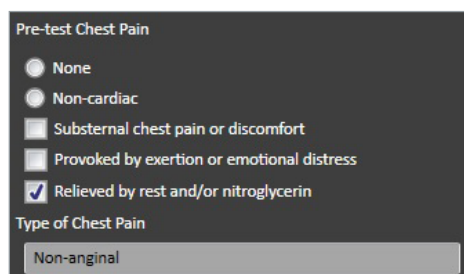 Pre-test Chest Pain
None
Non-cardiac
Substernal chest pain or discomfort
Provoked by exertion or emotional distress
Relieved by rest and/or nitroglycerin
Type of Chest Pain
Non-anginal